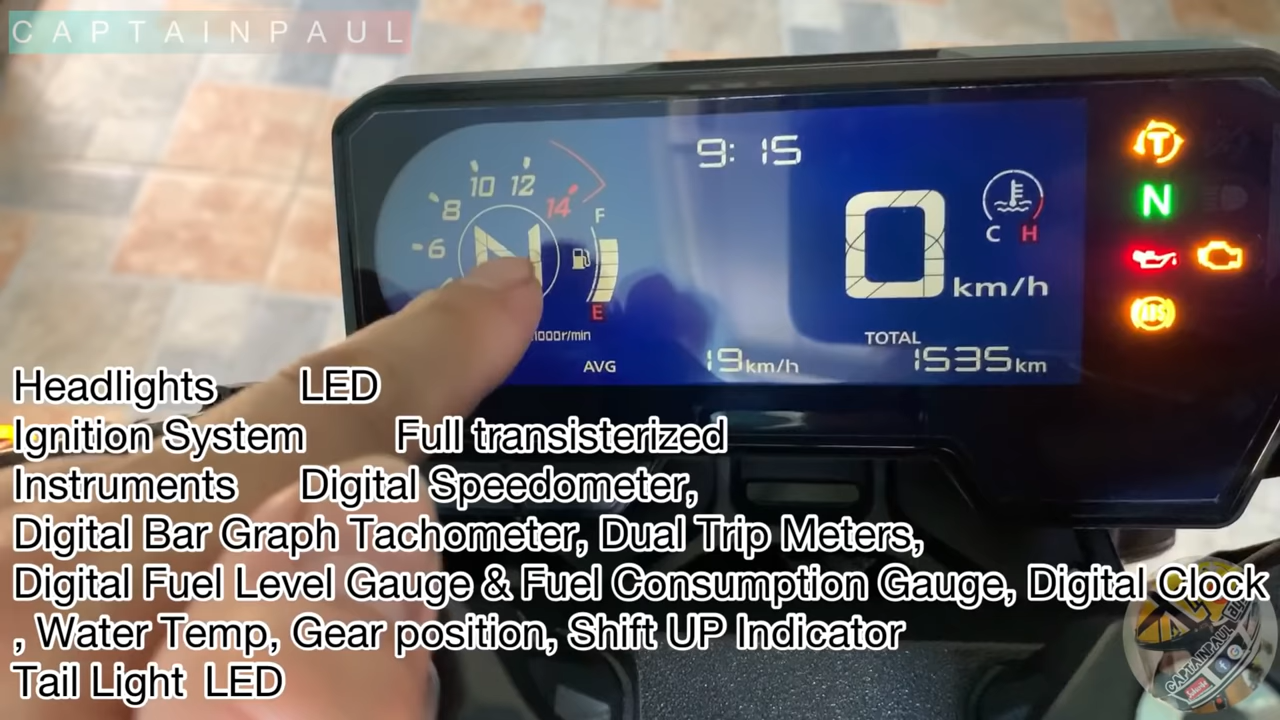 CAPTAINPAUL
9:15
10 12
8
14
6
F
N
E
1000r/min
AVG
19km/h
0
km/h
C H
TOTAL
1535km
T
N
ABS
Headlights LED
Ignition System Full transisterized
Instruments Digital Speedometer,
Digital Bar Graph Tachometer, Dual Trip Meters,
Digital Fuel Level Gauge & Fuel Consumption Gauge, Digital Clock
, Water Temp, Gear position, Shift UP Indicator
Tail Light LED
CAPTAINPAUL